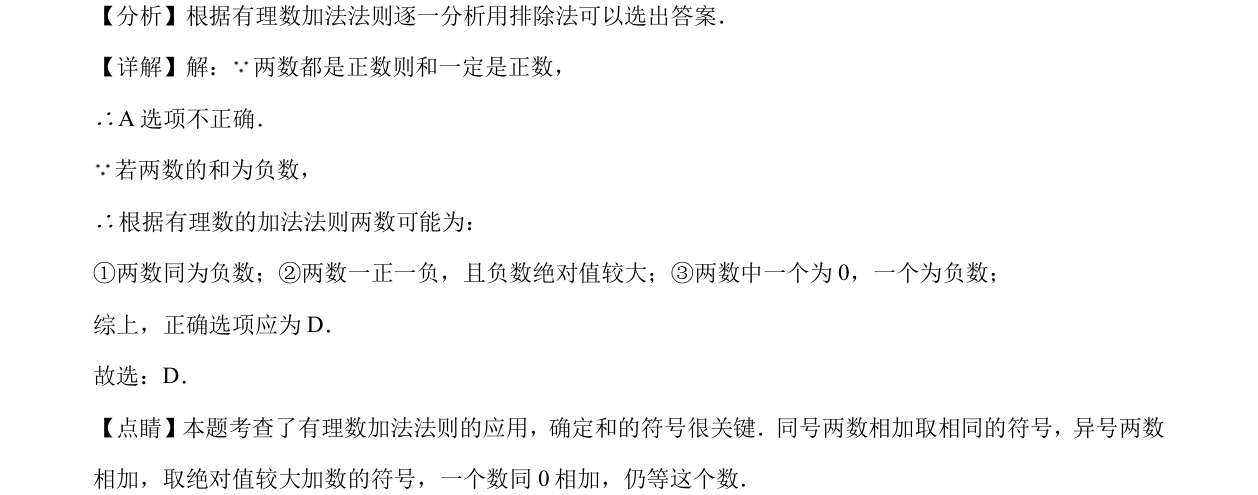 【分析】根据有理数加法法则逐一分析用排除法可以选出答案．
【详解】解：∵两数都是正数则和一定是正数，
∴A 选项不正确．
∵若两数的和为负数，
∴根据有理数的加法法则两数可能为：
①两数同为负数；②两数一正一负，且负数绝对值较大；③两数中一个为 0，一个为负数；
综上，正确选项应为 D．
故选：D．
【点睛】本题考查了有理数加法法则的应用，确定和的符号很关键．同号两数相加取相同的符号，异号两数
相加，取绝对值较大加数的符号，一个数同 0 相加，仍等这个数．